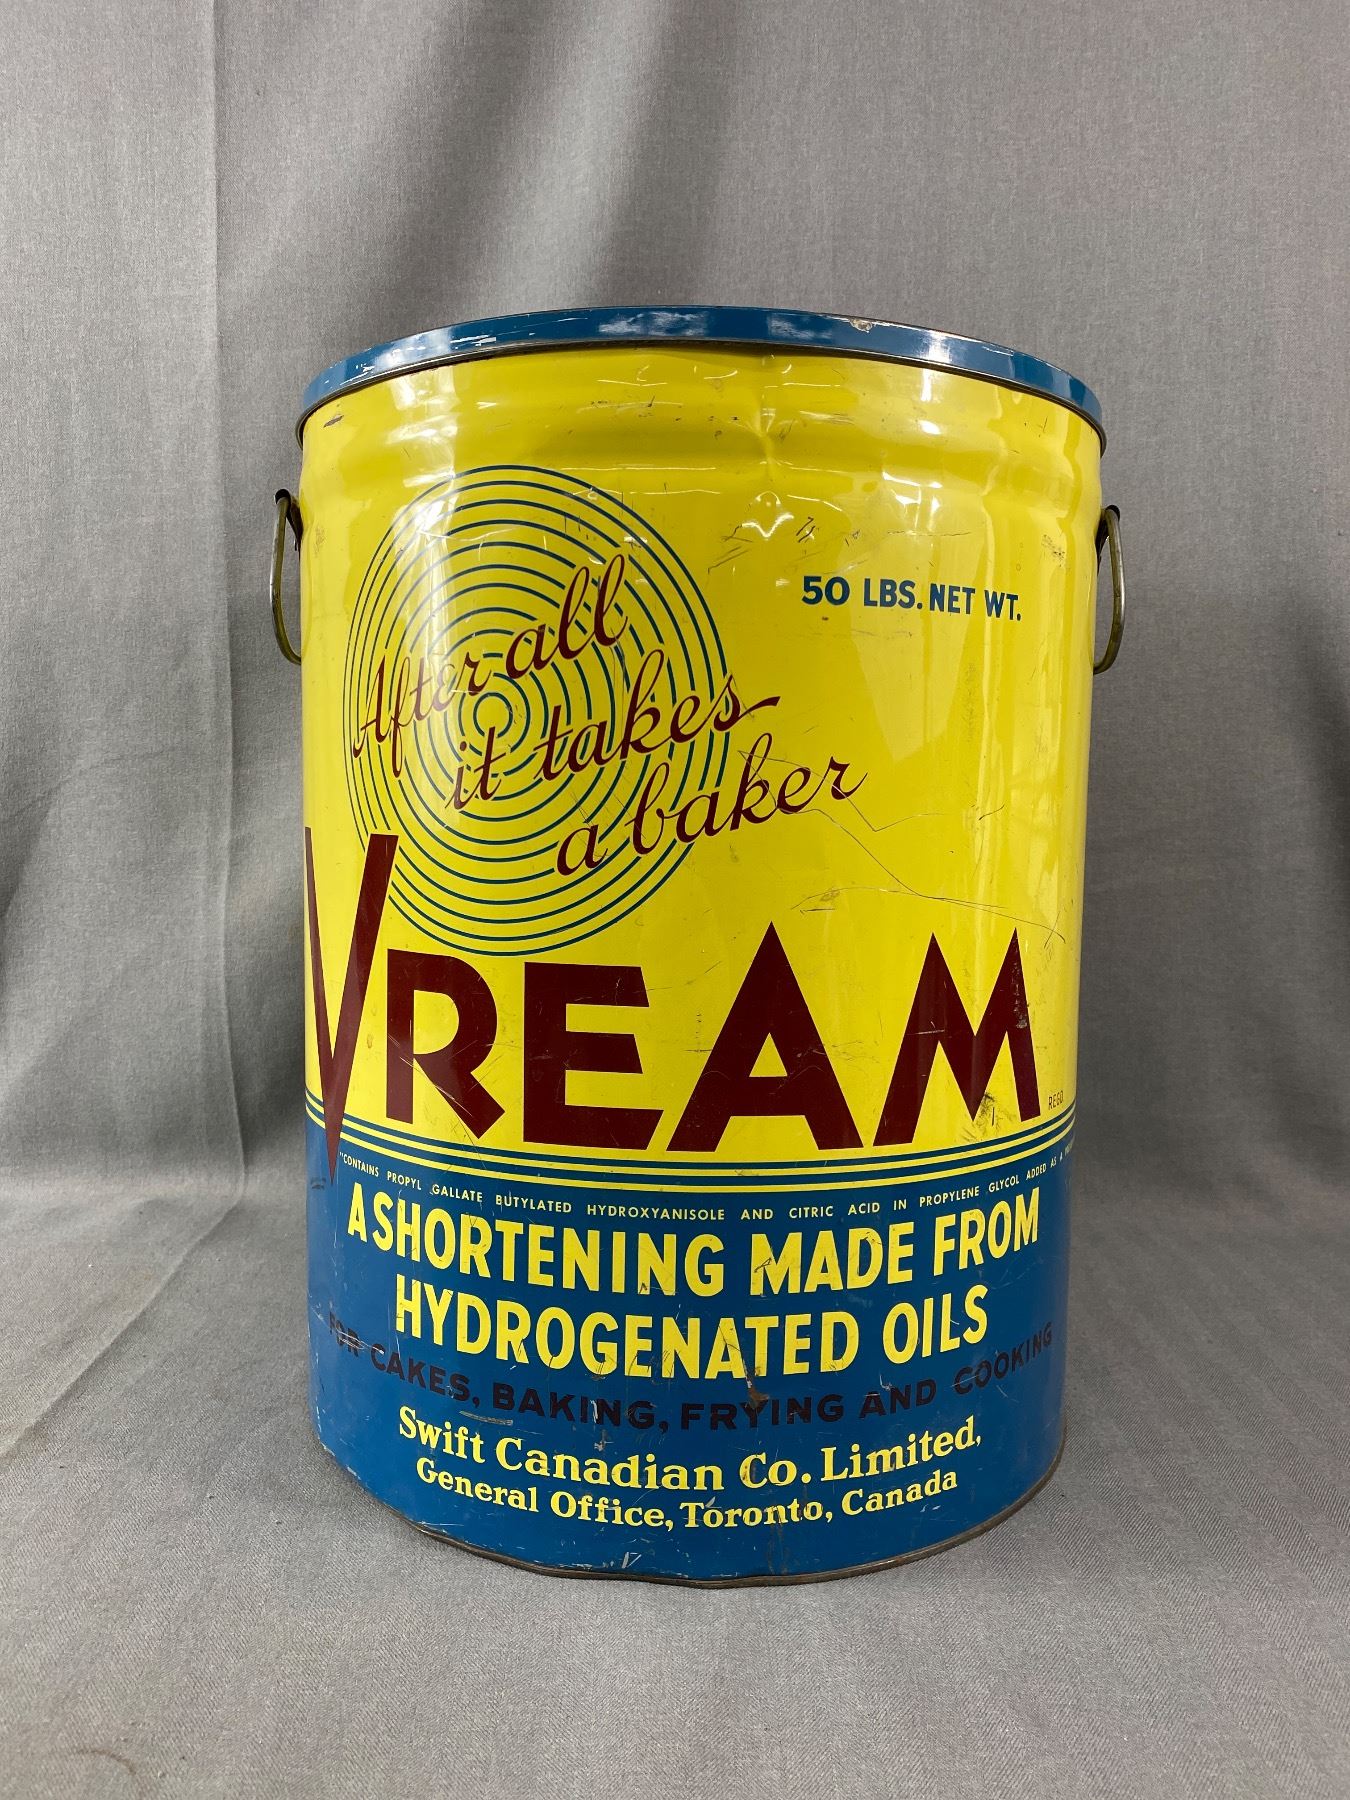 After all
it takes
a baker
50 LBS. NET WT.
VREAM
REGD
"CONTAINS PROPYL GALLATE BUTYLATED HYDROXYANISOLE AND CITRIC ACID IN PROPYLENE GLYCOL ADDED AS A
A SHORTENING MADE FROM
HYDROGENATED OILS
FOR CAKES, BAKING, FRYING AND COOKING
Swift Canadian Co. Limited,
General Office, Toronto, Canada